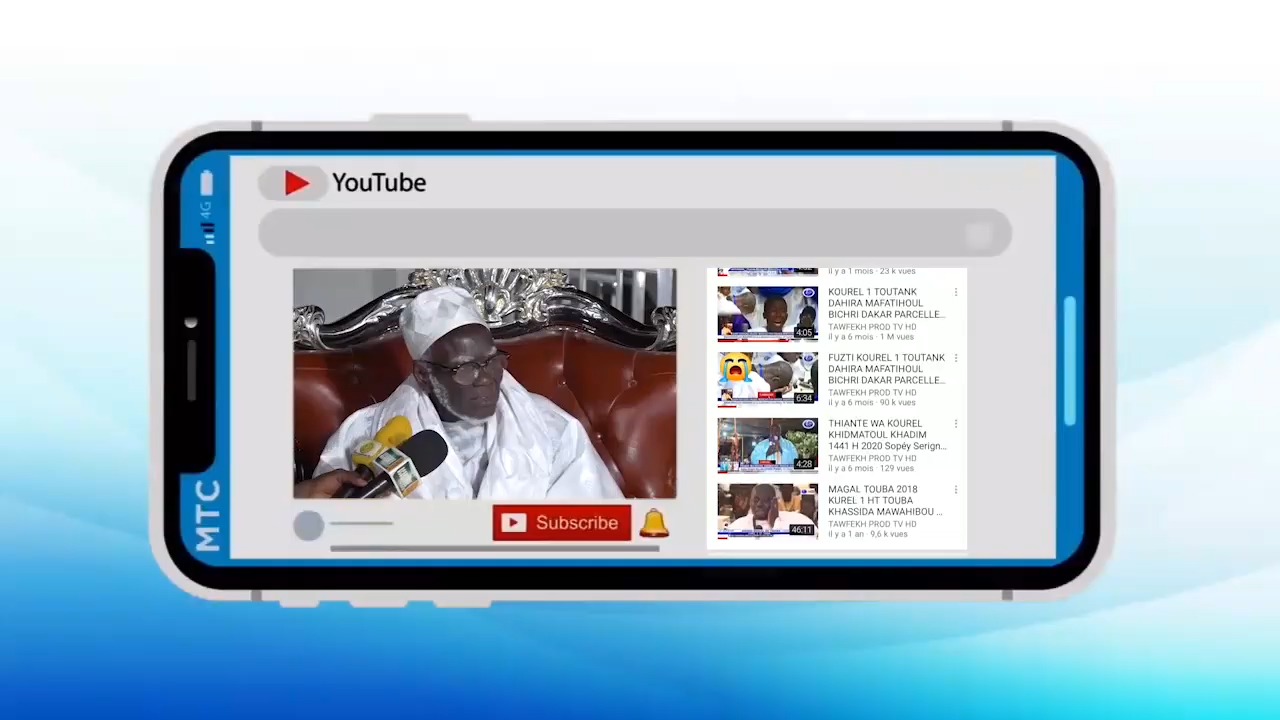 YouTube
4G
MTC
Subscribe
il y a 1 mois · 23 k vues
KOUREL 1 TOUTANK
DAHIRA MAFATIHOUL
BICHRI DAKAR PARCELLE...
TAWFEKH PROD TV HD
il y a 6 mois · 1 M vues
4:05
FUZTI KOUREL 1 TOUTANK
DAHIRA MAFATIHOUL
BICHRI DAKAR PARCELLE...
TAWFEKH PROD TV HD
il y a 6 mois · 90 k vues
6:34
THIANTE WA KOUREL
KHIDMATOUL KHADIM
1441 H 2020 Sopéy Serign...
TAWFEKH PROD TV HD
il y a 6 mois · 129 vues
4:28
MAGAL TOUBA 2018
KUREL 1 HT TOUBA
KHASSIDA MAWAHIBOU ...
TAWFEKH PROD TV HD
il y a 1 an · 9,6 k vues
46:11